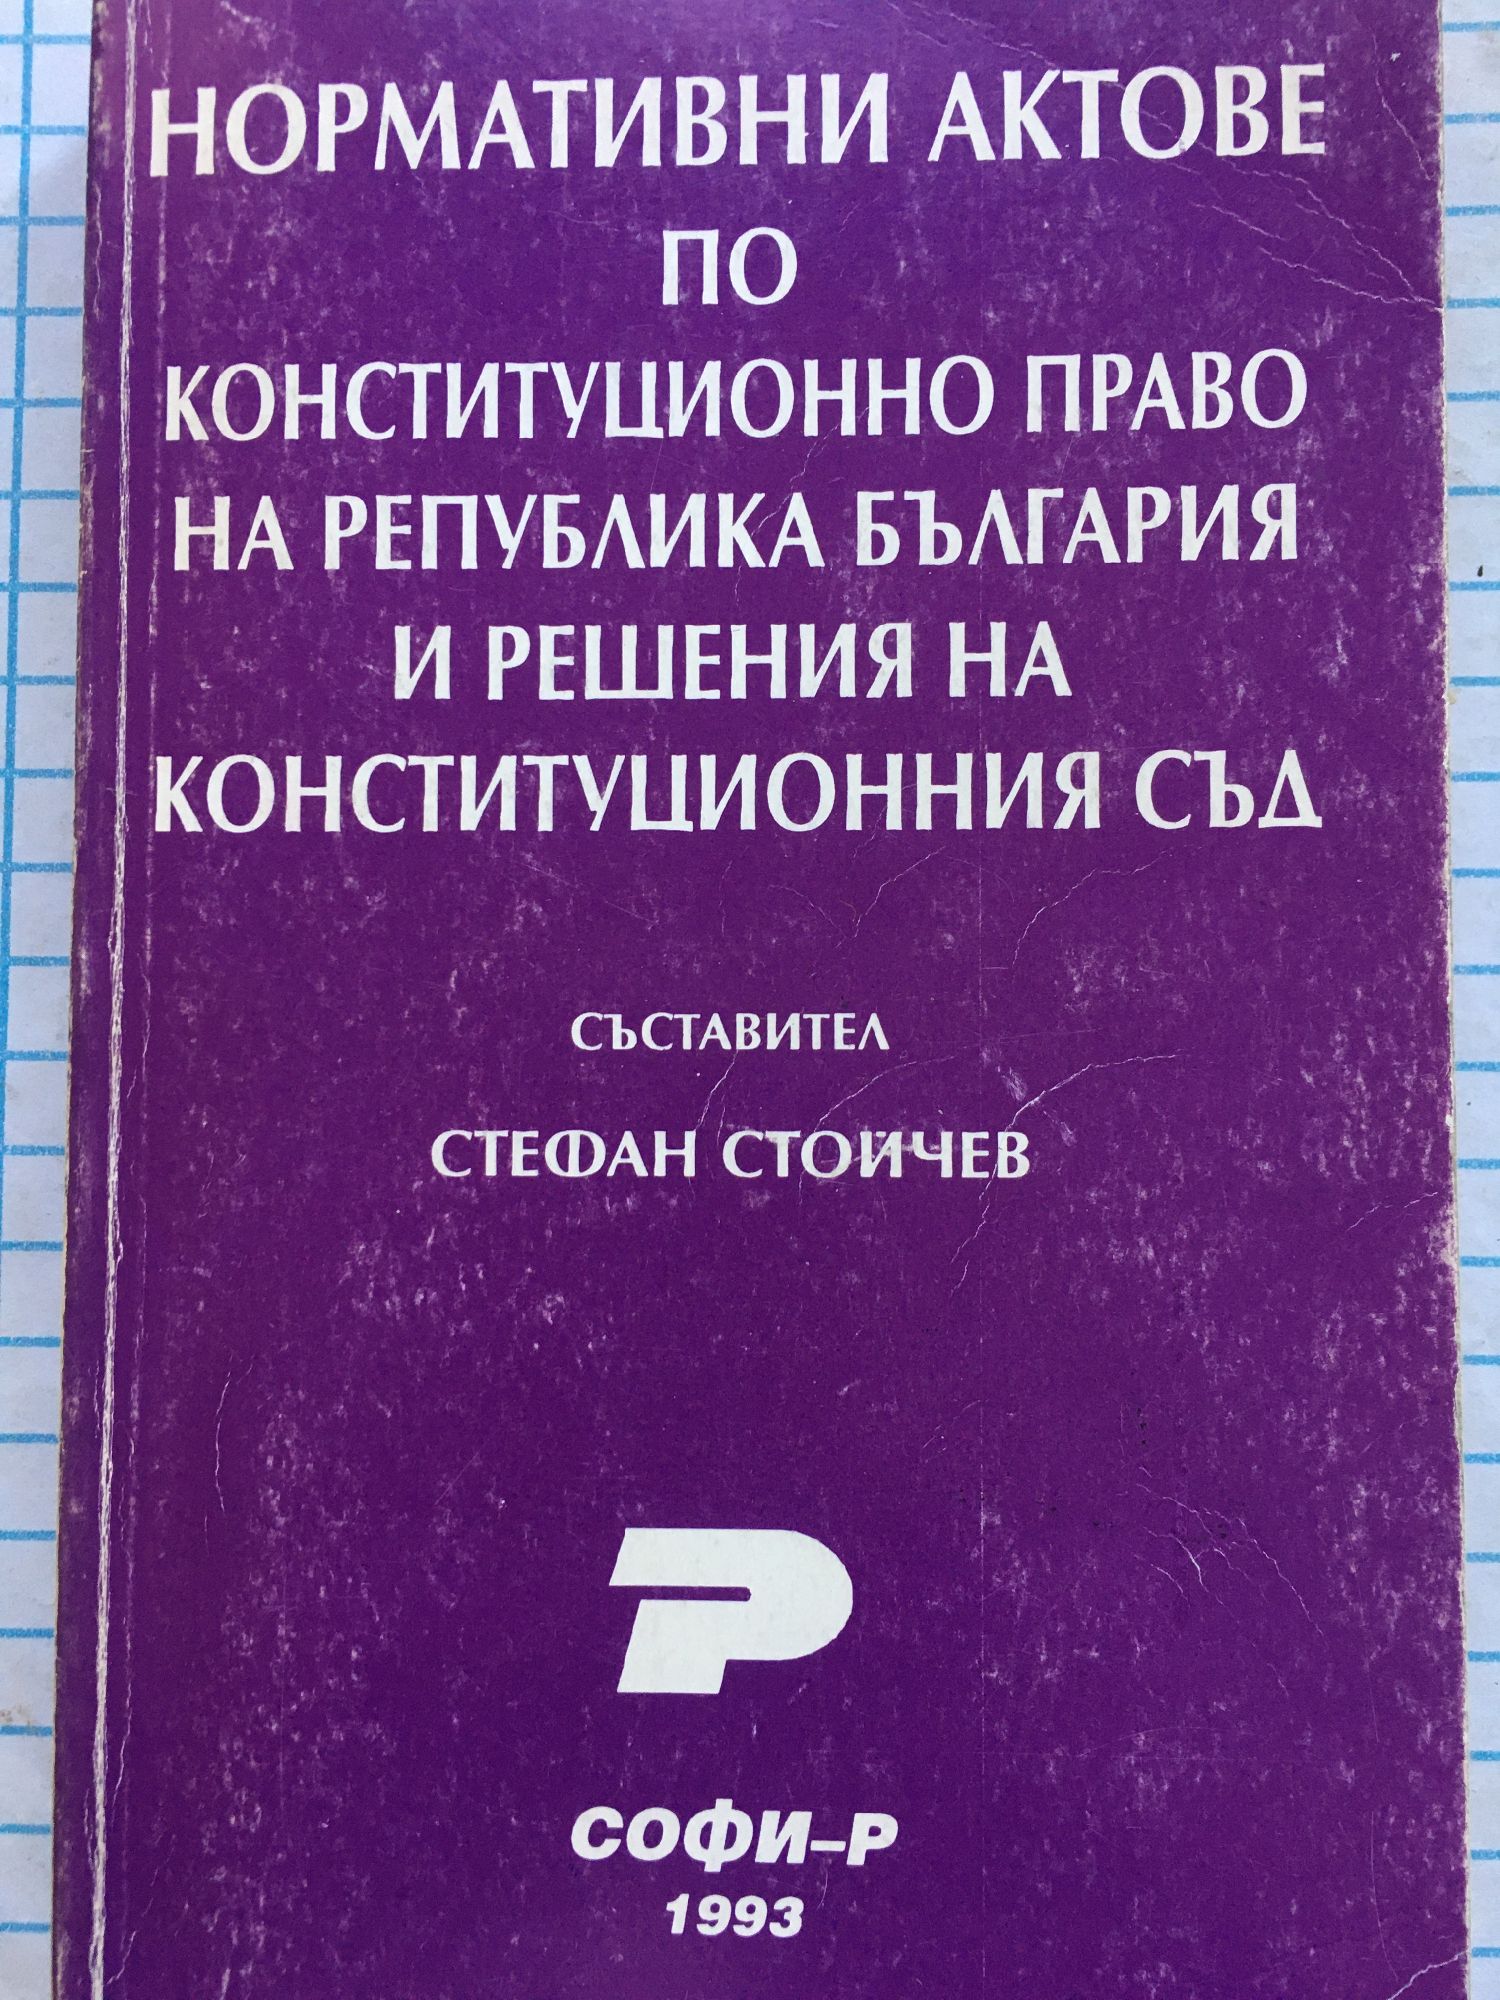 НОРМАТИВНИ АКТОВЕ
ПО
КОНСТИТУЦИОННО ПРАВО
НА РЕПУБЛИКА БЪЛГАРИЯ
И РЕШЕНИЯ НА
КОНСТИТУЦИОННИЯ СЪД
СЪСТАВИТЕЛ
СТЕФАН СТОЙЧЕВ
Р
СОФИ-Р
1993